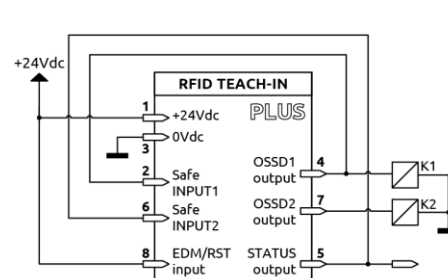 +24Vdc
RFID TEACH-IN
PLUS
1
+24Vdc
0Vdc
3
2
Safe
INPUT1
6
Safe
INPUT2
8
EDM/RST
input
OSSD1
output
4
OSSD2
output
7
STATUS
output
5
K1
K2